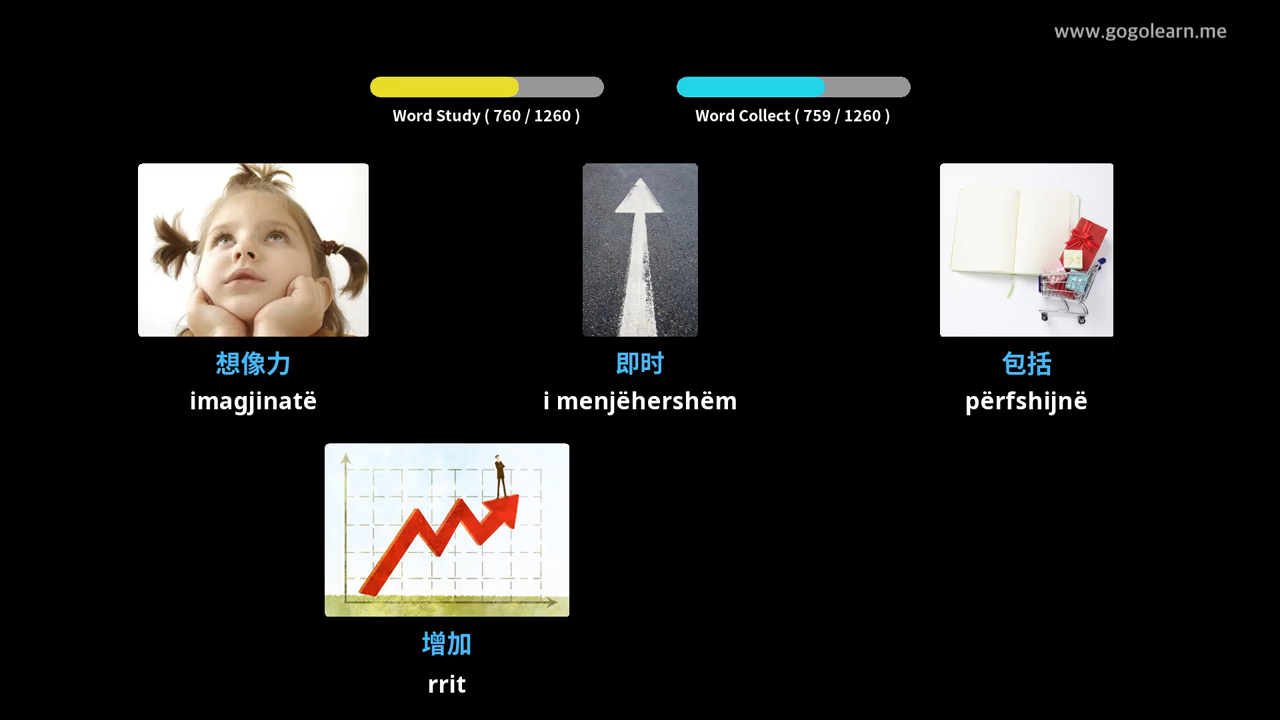 www.gogolearn.me
Word Study ( 760 / 1260 )
Word Collect ( 759 / 1260 )
想像力
imagjinatë
即时
i menjëhershëm
包括
përfshijnë
增加
rrit